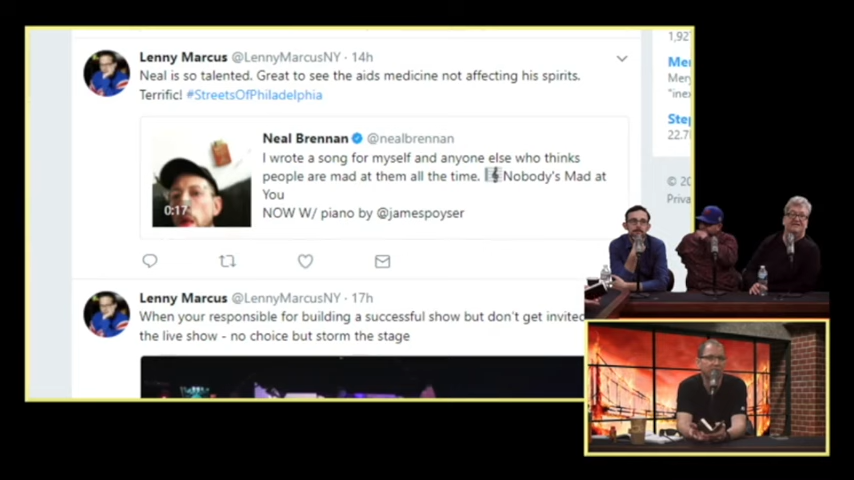 Lenny Marcus @LennyMarcusNY · 14h
Neal is so talented. Great to see the aids medicine not affecting his spirits.
Terrific! #StreetsOfPhiladelphia
Neal Brennan @nealbrennan
I wrote a song for myself and anyone else who thinks
people are mad at them all the time. 🎼Nobody's Mad at
You
NOW W/ piano by @jamespoyser
0:17
Lenny Marcus @LennyMarcusNY · 17h
When your responsible for building a successful show but don't get invited
the live show - no choice but storm the stage
1,92
Mer
Mery
"ine
Step
22.7
© 20
Priva